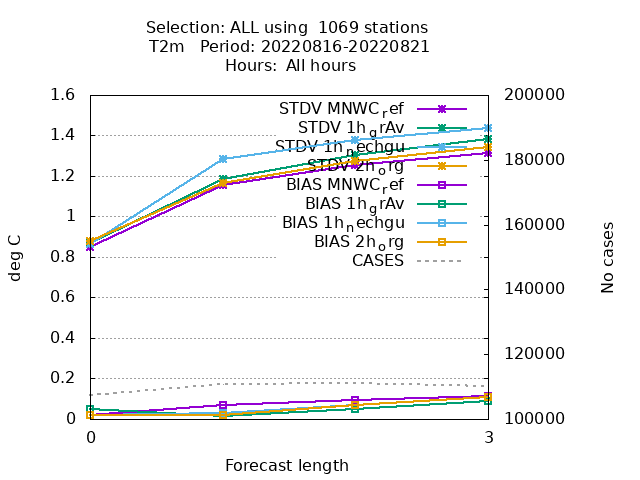 Selection: ALL using  1069 stations
T2m   Period: 20220816-20220821
Hours:  All hours
STDV MNWC_ref
STDV 1h_grAv
STDV 1h_nechgu
STDV 2h_org
BIAS MNWC_ref
BIAS 1h_grAv
BIAS 1h_nechgu
BIAS 2h_org
CASES
deg C
1.6
1.4
1.2
1
0.8
0.6
0.4
0.2
0
200000
180000
160000
140000
120000
100000
No cases
0 3
Forecast length